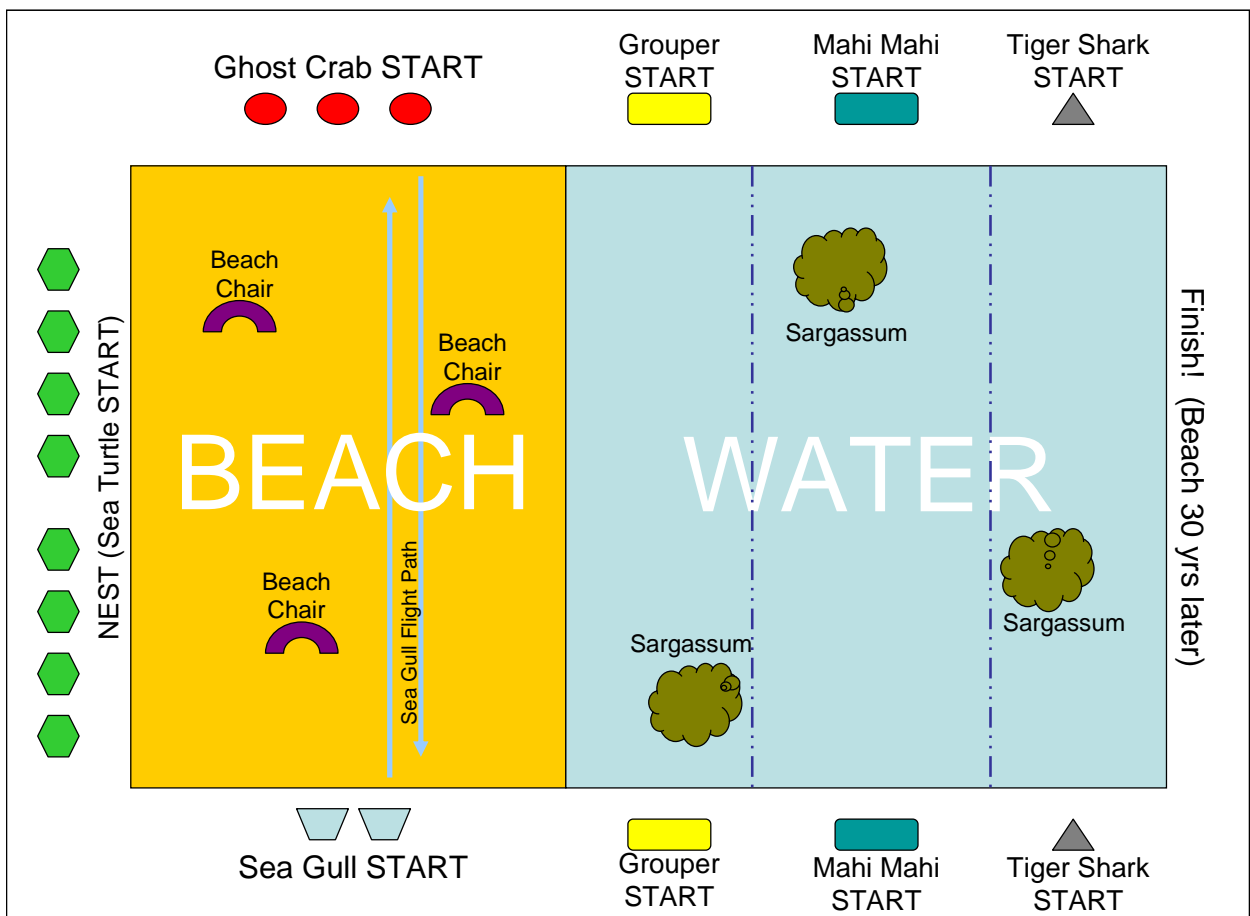 Ghost Crab START
Grouper
START
Mahi Mahi
START
Tiger Shark
START
NEST (Sea Turtle START)
Beach
Chair
Beach
Chair
Beach
Chair
BEACH
Sea Gull Flight Path
WATER
Sargassum
Sargassum
Sargassum
Finish! (Beach 30 yrs later)
Sea Gull START
Grouper
START
Mahi Mahi
START
Tiger Shark
START